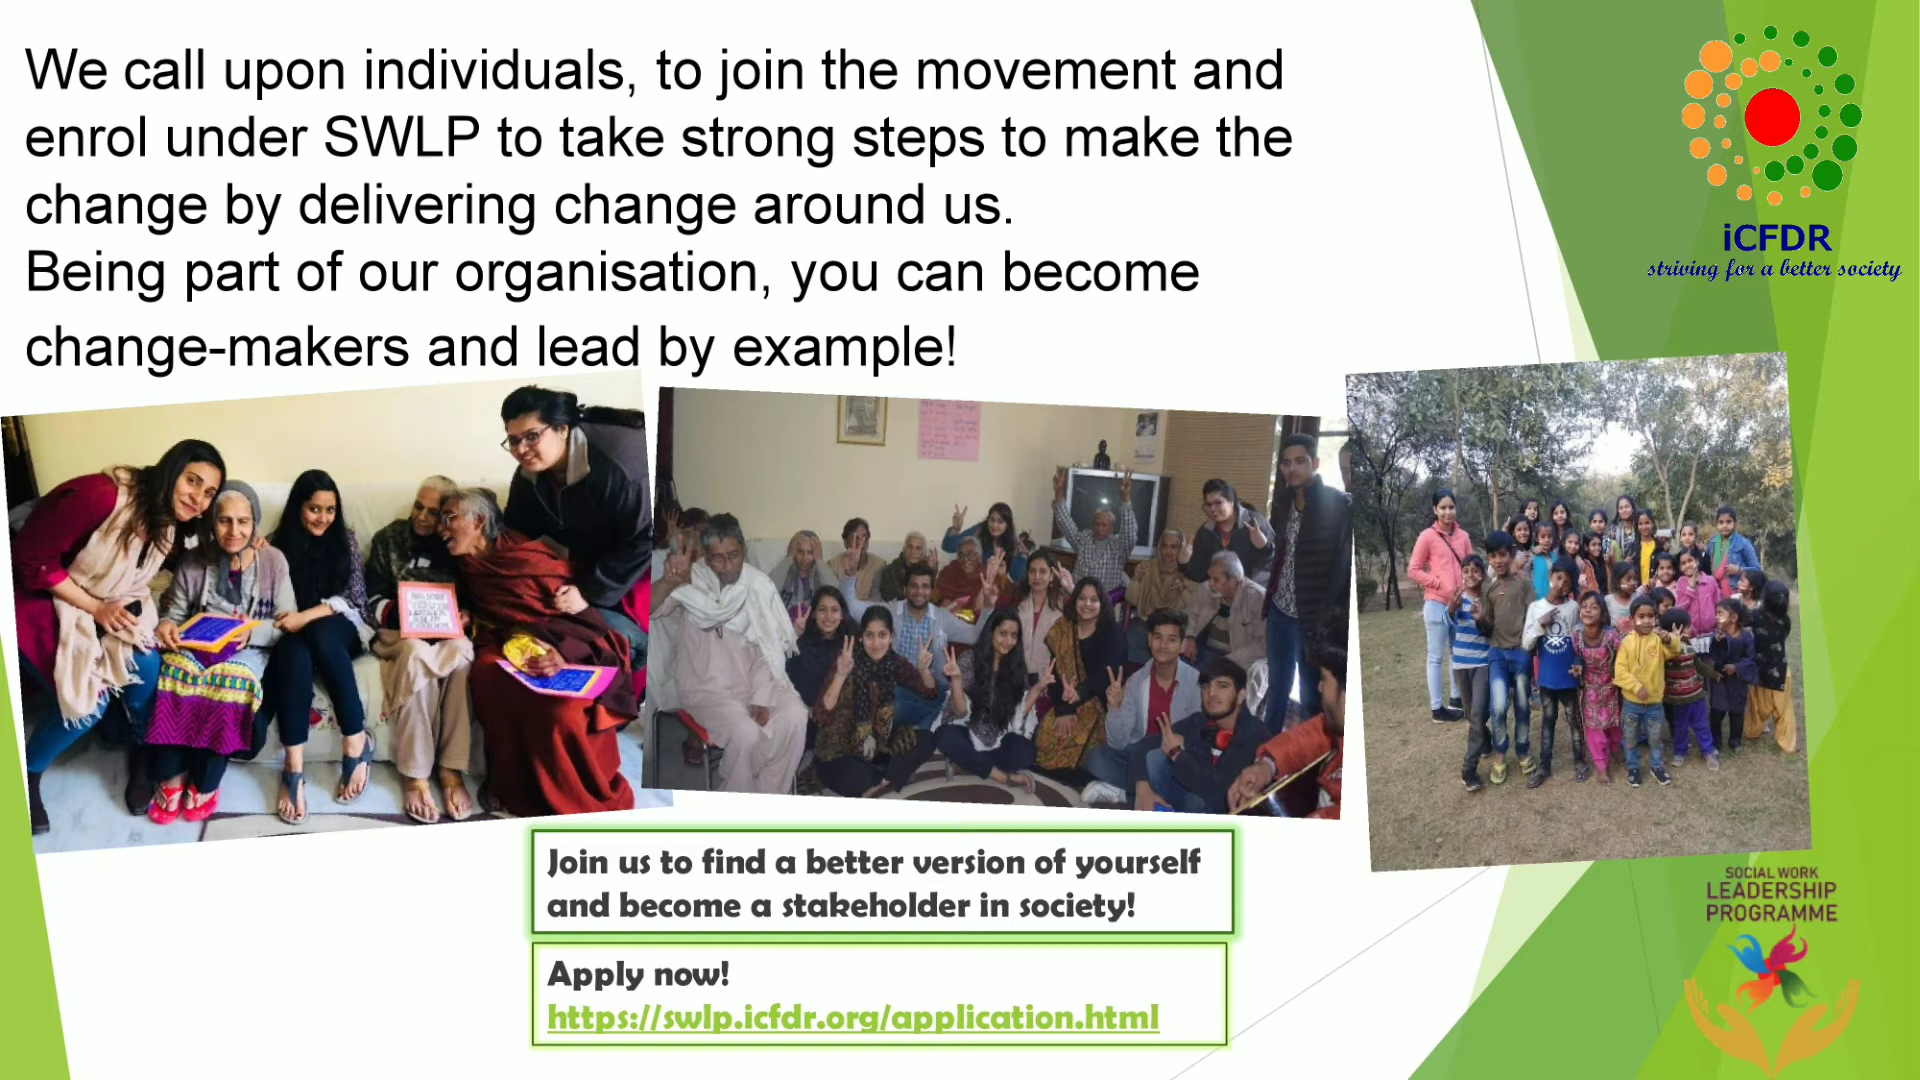 We call upon individuals, to join the movement and
enrol under SWLP to take strong steps to make the
change by delivering change around us.
Being part of our organisation, you can become
change-makers and lead by example!
iCFDR
striving for a better society
Join us to find a better version of yourself
and become a stakeholder in society!
Apply now!
https://swlp.icfdr.org/application.html
SOCIAL WORK
LEADERSHIP
PROGRAMME